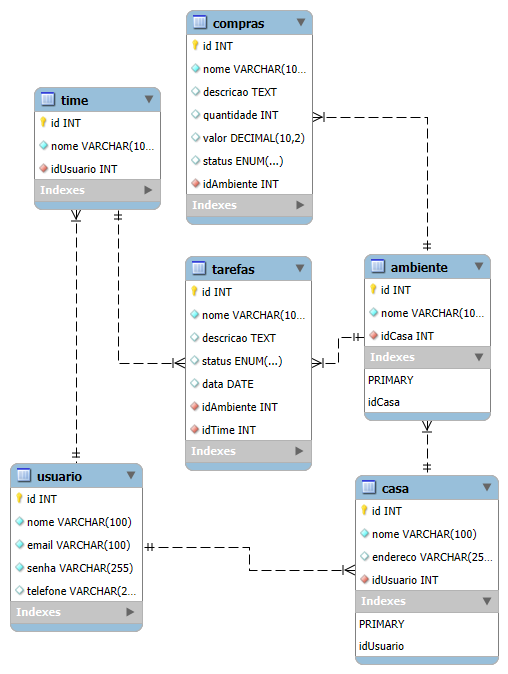 compras
id INT
nome VARCHAR(10...
descricao TEXT
quantidade INT
valor DECIMAL(10,2)
status ENUM(...)
idAmbiente INT
Indexes
time
id INT
nome VARCHAR(10...
idUsuario INT
Indexes
tarefas
id INT
nome VARCHAR(10...
descricao TEXT
status ENUM(...)
data DATE
idAmbiente INT
idTime INT
Indexes
ambiente
id INT
nome VARCHAR(10...
idCasa INT
Indexes
PRIMARY
idCasa
usuario
id INT
nome VARCHAR(100)
email VARCHAR(100)
senha VARCHAR(255)
telefone VARCHAR(2...
Indexes
casa
id INT
nome VARCHAR(100)
endereco VARCHAR(25...
idUsuario INT
Indexes
PRIMARY
idUsuario